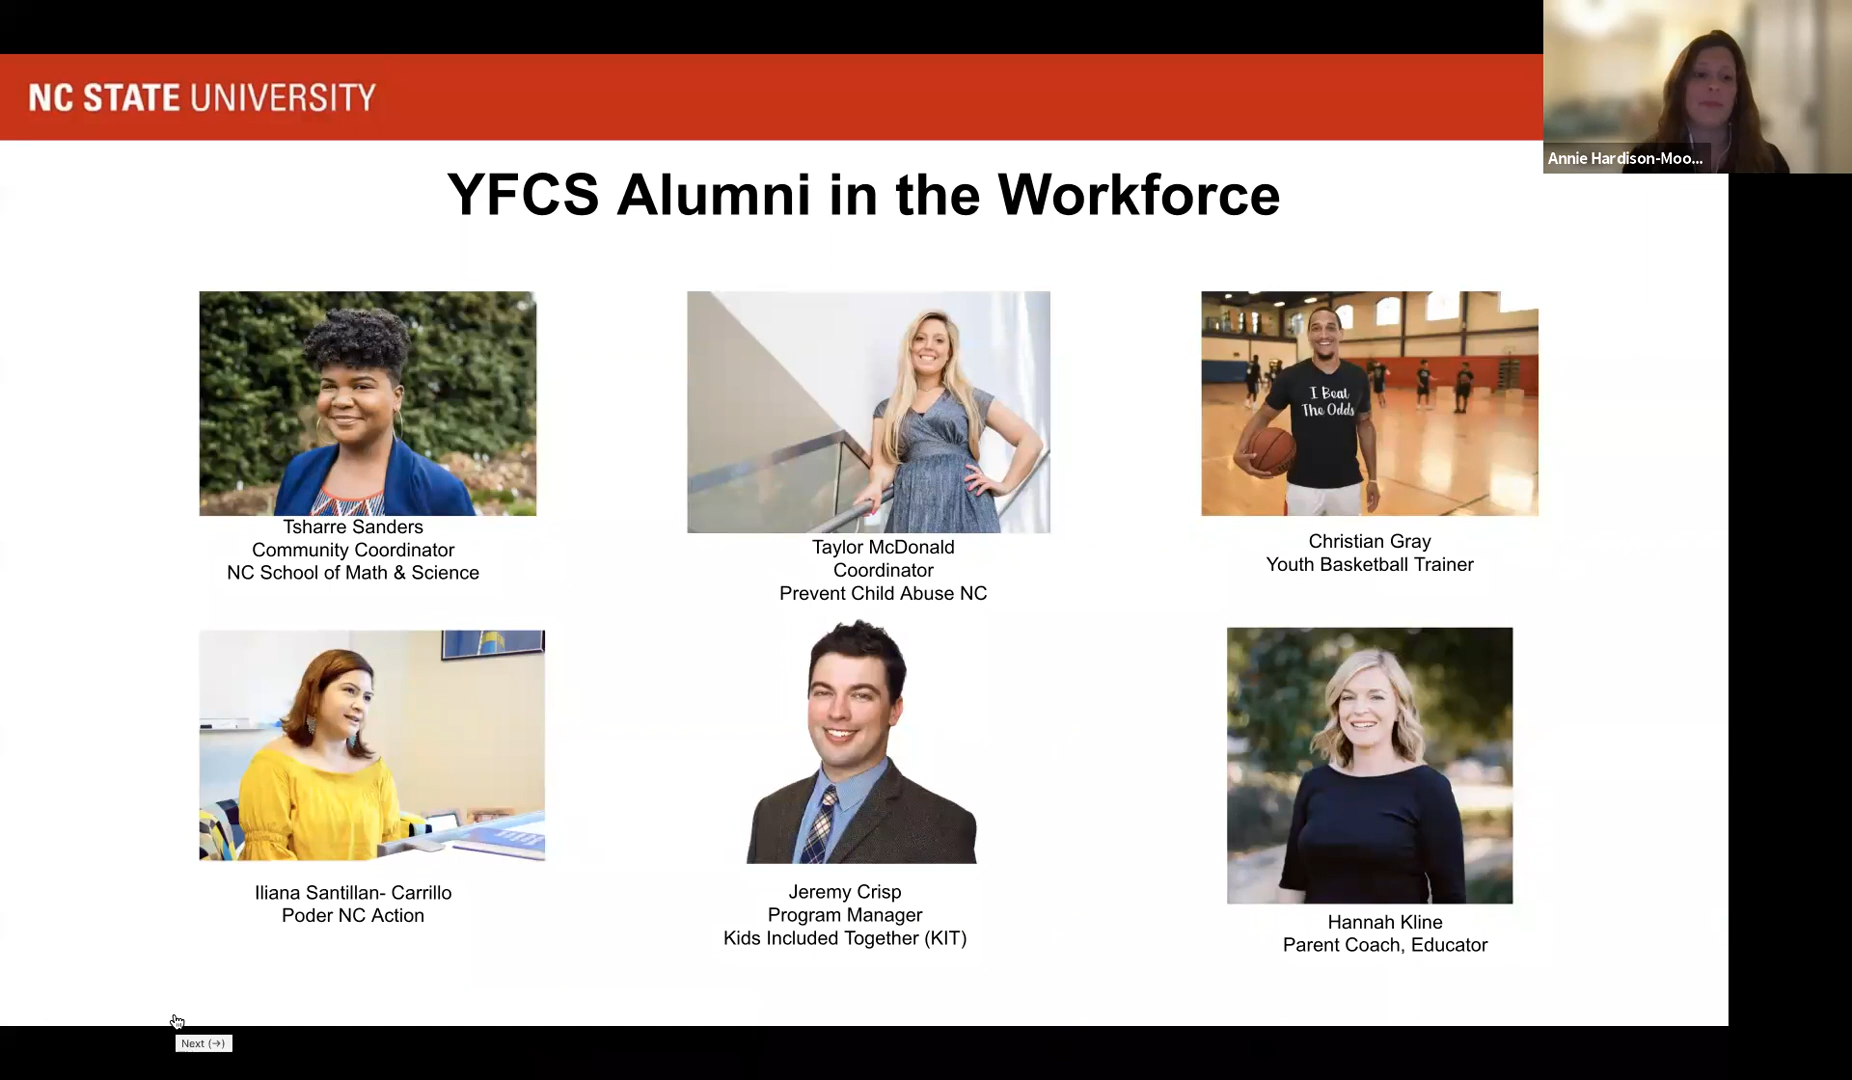 NC STATE UNIVERSITY
Annie Hardison-Moo...
YFCS Alumni in the Workforce
I Beat
The Odds
Tsharre Sanders
Community Coordinator
NC School of Math & Science
Taylor McDonald
Coordinator
Prevent Child Abuse NC
Christian Gray
Youth Basketball Trainer
Iliana Santillan- Carrillo
Poder NC Action
Jeremy Crisp
Program Manager
Kids Included Together (KIT)
Hannah Kline
Parent Coach, Educator
Next (→)